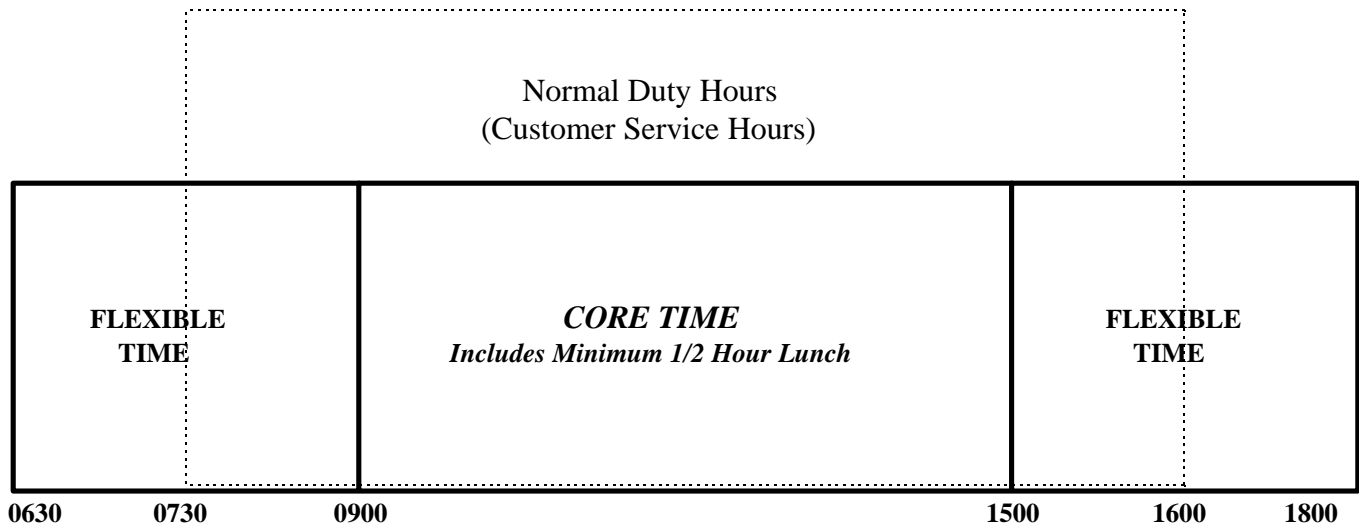 Normal Duty Hours
(Customer Service Hours)
FLEXIBLE
TIME
CORE TIME
Includes Minimum 1/2 Hour Lunch
FLEXIBLE
TIME
0630 0730 0900 1500 1600 1800